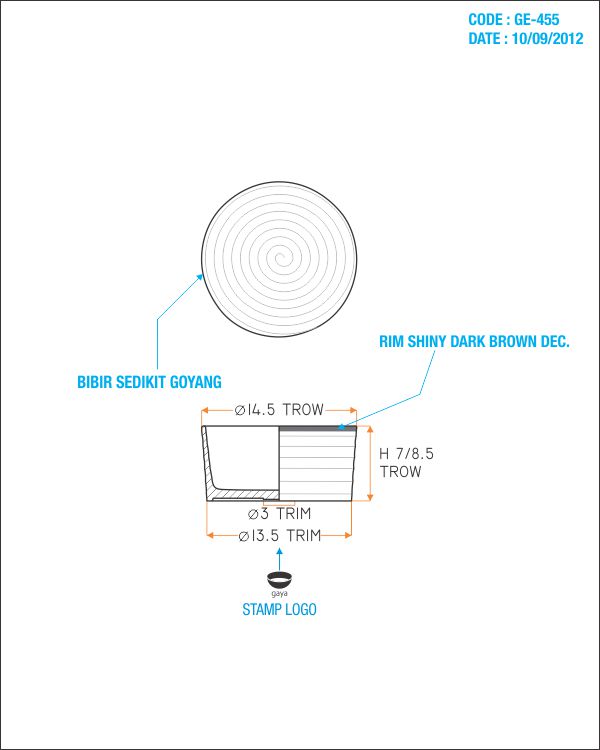 CODE : GE-455
DATE : 10/09/2012
RIM SHINY DARK BROWN DEC.
BIBIR SEDIKIT GOYANG
⌀14.5 TROW
H 7/8.5
TROW
⌀3 TRIM
⌀13.5 TRIM
gaya
STAMP LOGO